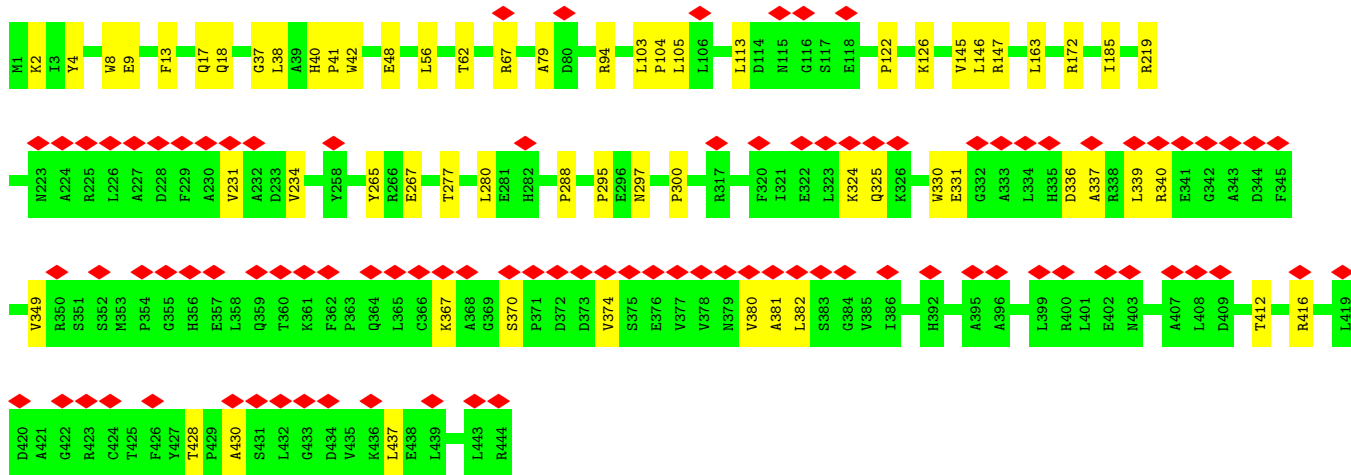 M1 K2 I3 Y4 W8 E9 F13 Q17 Q18 G37 L38 A39 H40 P41 W42 E48 L56 T62 R67 A79 D80 R94 L103 P104 L105 L106 L113 D114 N115 G116 S117 E118 P122 K126 V145 L146 R147 L163 R172 I185 R219
N223 A224 R225 L226 A227 D228 F229 A230 V231 A232 D233 V234 Y258 Y265 R266 E267 T277 L280 E281 H282 P288 P295 E296 N297 P300 R317 F320 I321 E322 L323 K324 Q325 K326 W330 E331 G332 A333 L334 H335 D336 A337 R338 L339 R340 E341 G342 A343 D344 F345
V349 R350 S351 S352 M353 P354 G355 H356 E357 L358 Q359 T360 K361 F362 P363 Q364 L365 C366 K367 A368 G369 S370 P371 D372 D373 V374 S375 E376 V377 V378 N379 V380 A381 L382 S383 G384 V385 I386 H392 A395 A396 L399 R400 L401 E402 N403 A407 L408 D409 T412 R416 L419
D420 A421 G422 R423 C424 T425 F426 Y427 T428 P429 A430 S431 L432 G433 D434 V435 K436 L437 E438 L439 L443 R444